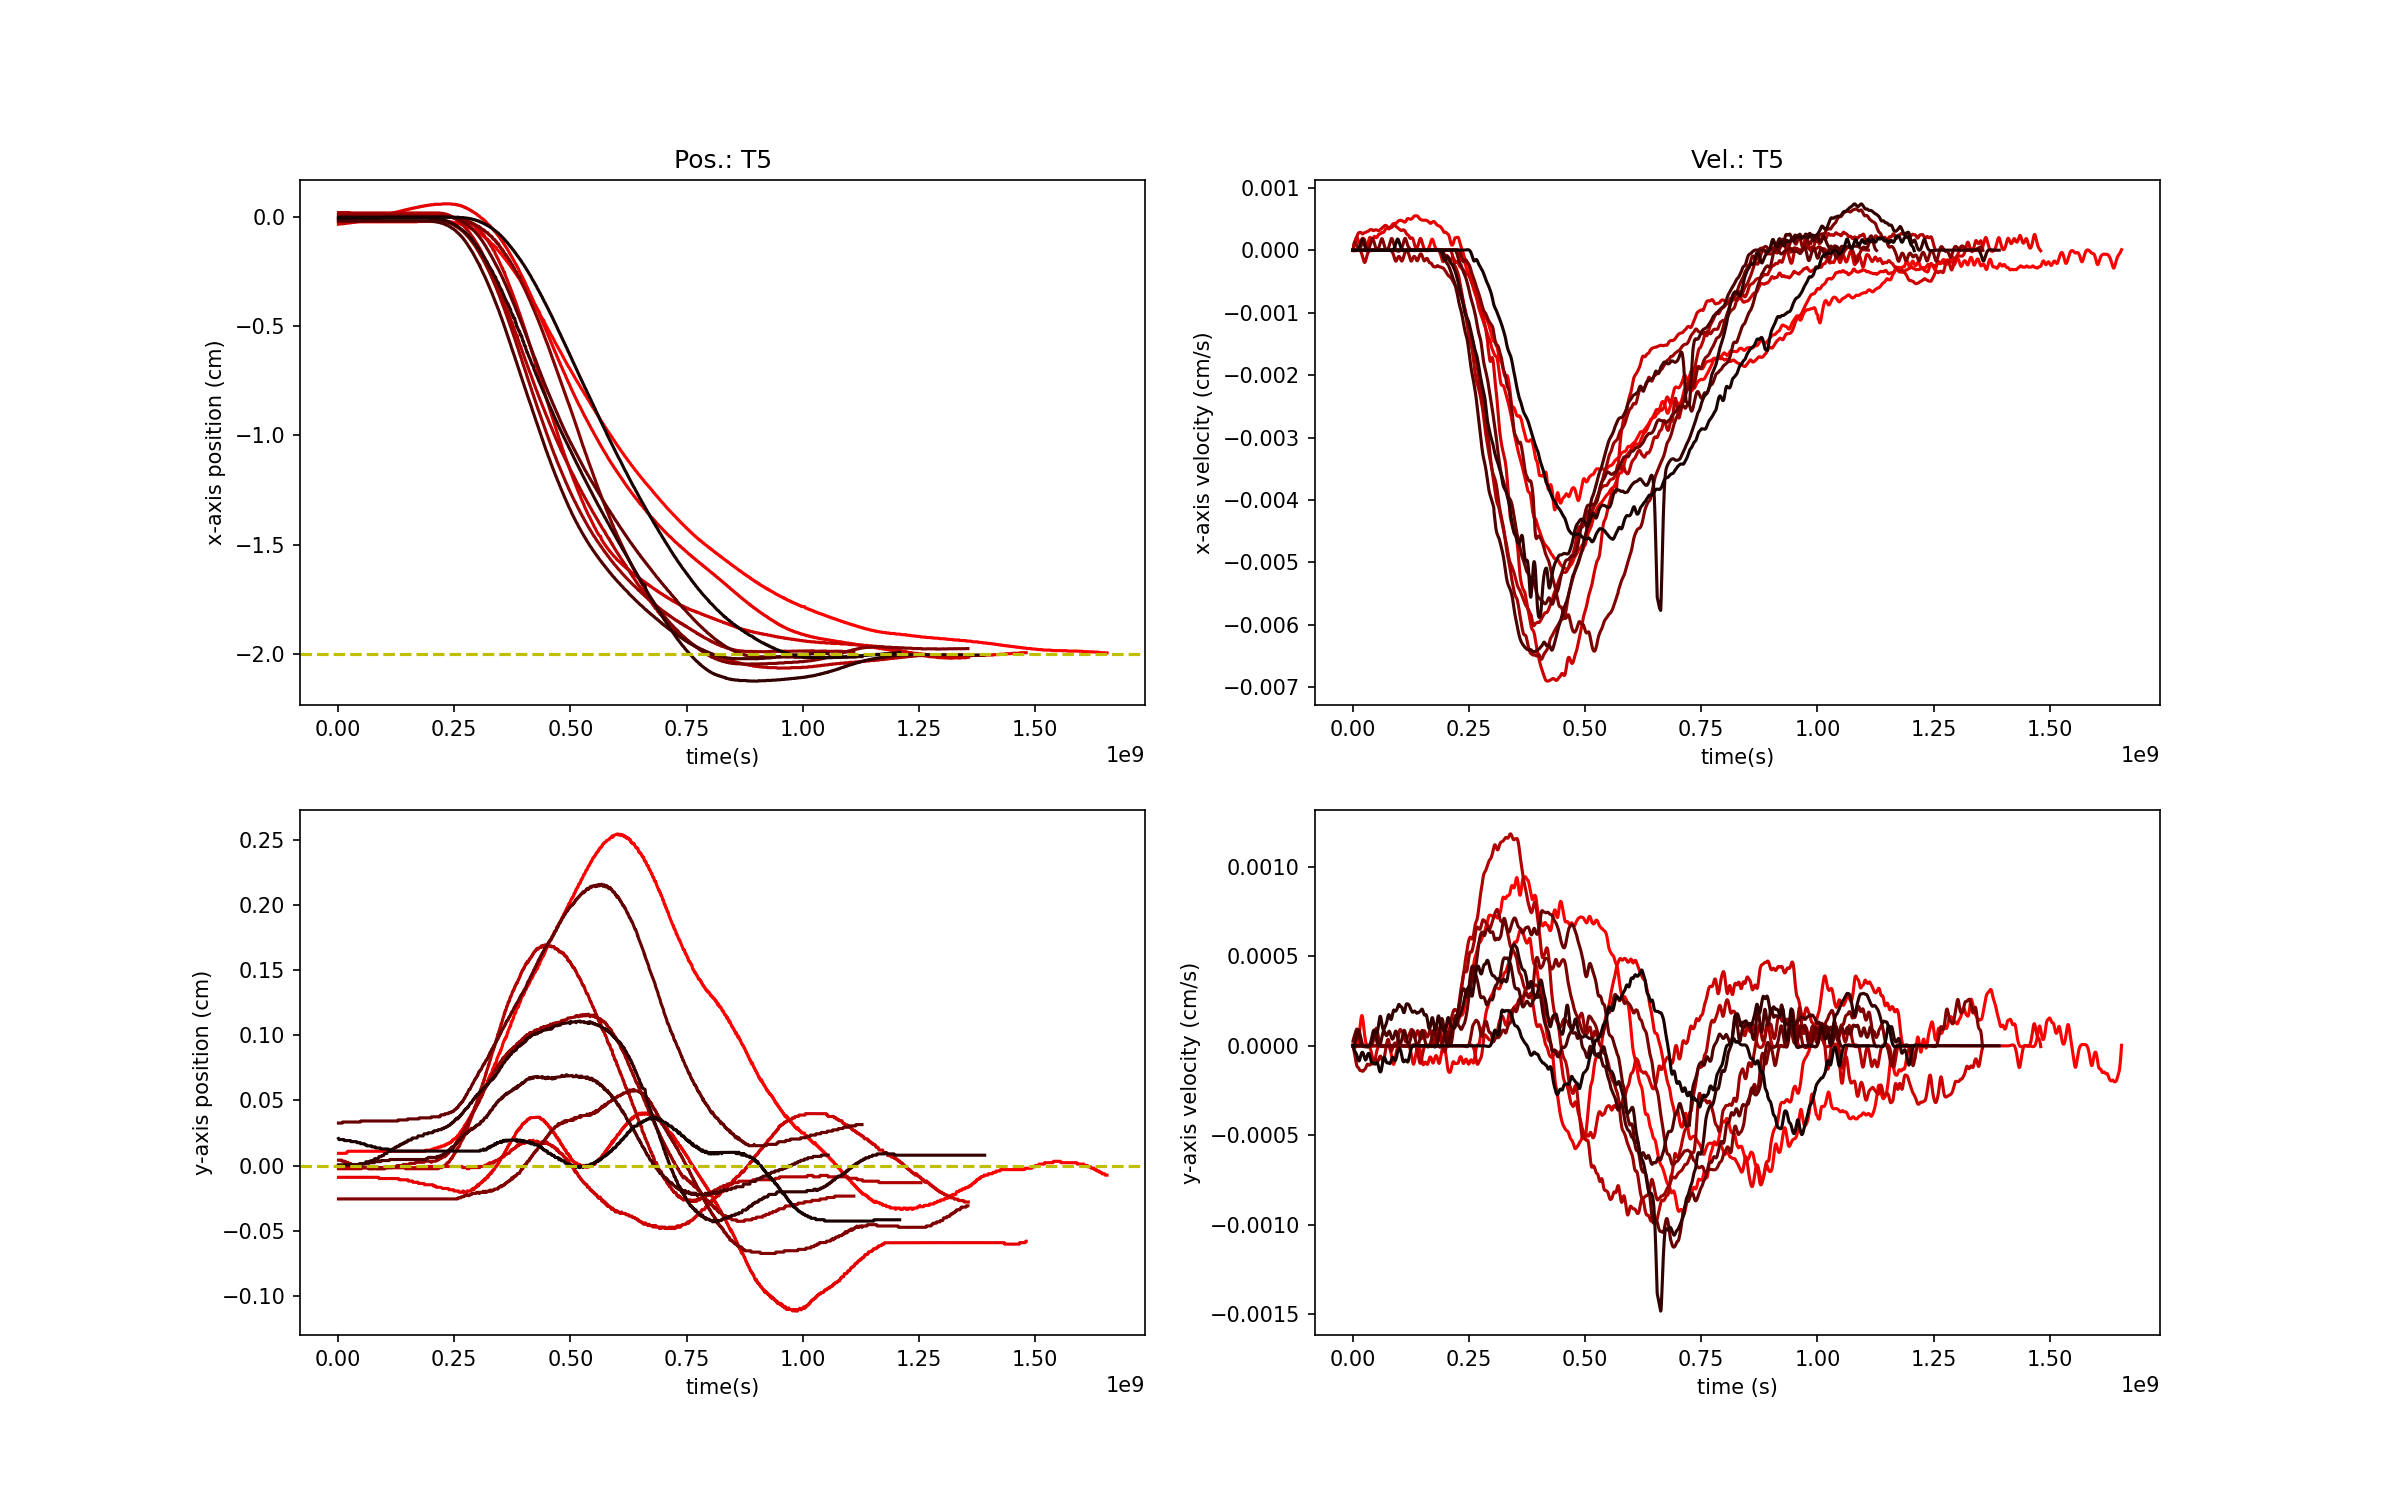 Pos.: T5
Vel.: T5
x-axis position (cm)
0.0
−0.5
−1.0
−1.5
−2.0
0.00 0.25 0.50 0.75 1.00 1.25 1.50
time(s)
1e9
x-axis velocity (cm/s)
0.001
0.000
−0.001
−0.002
−0.003
−0.004
−0.005
−0.006
−0.007
0.00 0.25 0.50 0.75 1.00 1.25 1.50
time(s)
1e9
y-axis position (cm)
0.25
0.20
0.15
0.10
0.05
0.00
−0.05
−0.10
0.00 0.25 0.50 0.75 1.00 1.25 1.50
time(s)
1e9
y-axis velocity (cm/s)
0.0010
0.0005
0.0000
−0.0005
−0.0010
−0.0015
0.00 0.25 0.50 0.75 1.00 1.25 1.50
time (s)
1e9